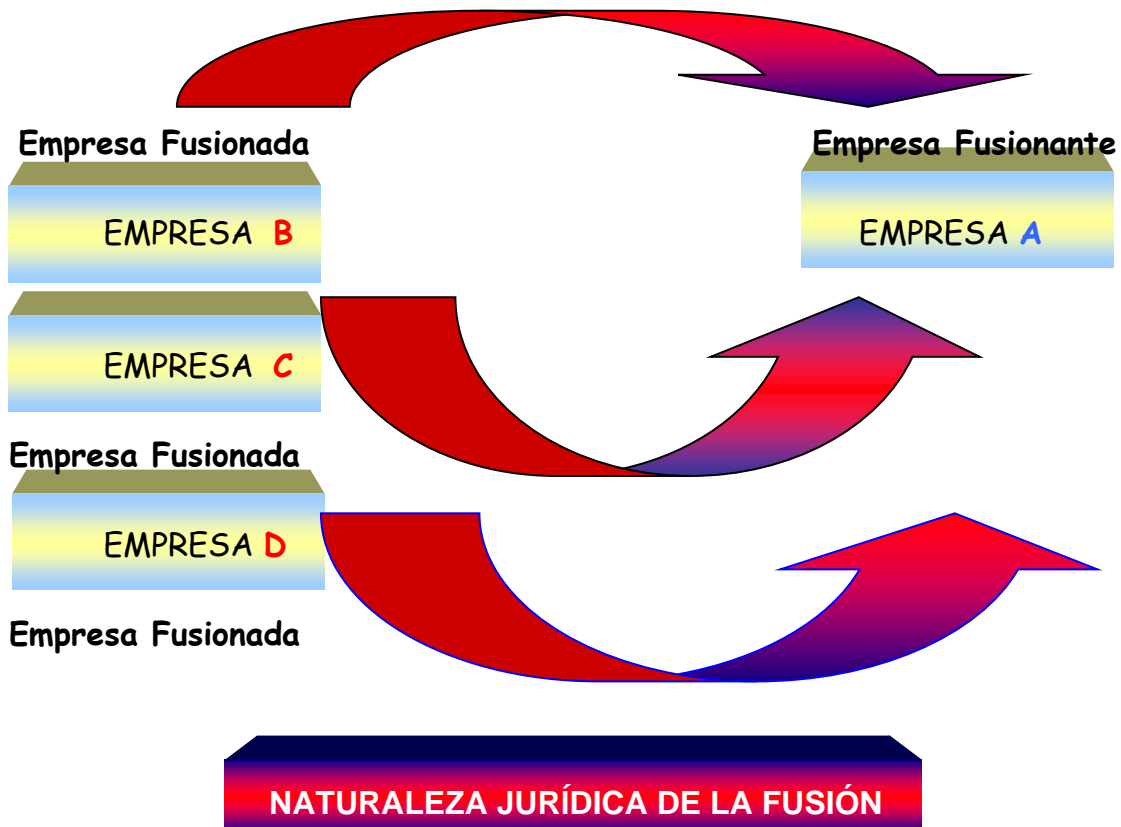 Empresa Fusionada
Empresa Fusionante
EMPRESA B
EMPRESA A
EMPRESA C
Empresa Fusionada
EMPRESA D
Empresa Fusionada
NATURALEZA JURÍDICA DE LA FUSIÓN